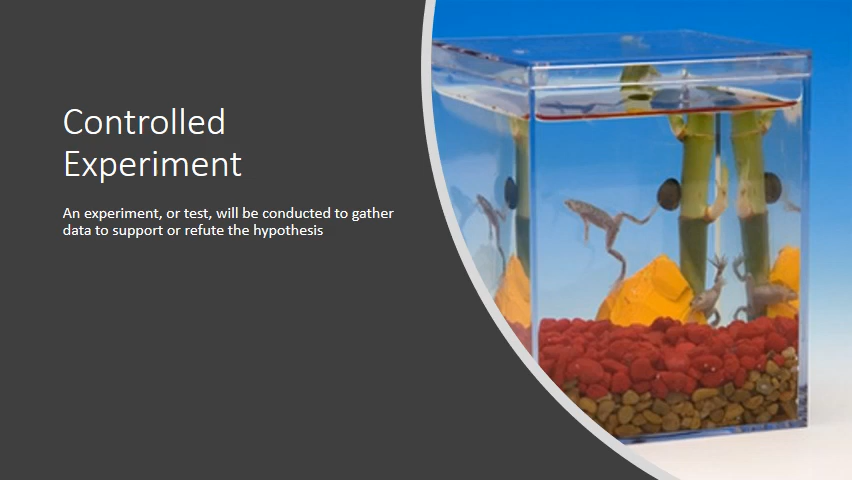 Controlled
Experiment
An experiment, or test, will be conducted to gather
data to support or refute the hypothesis